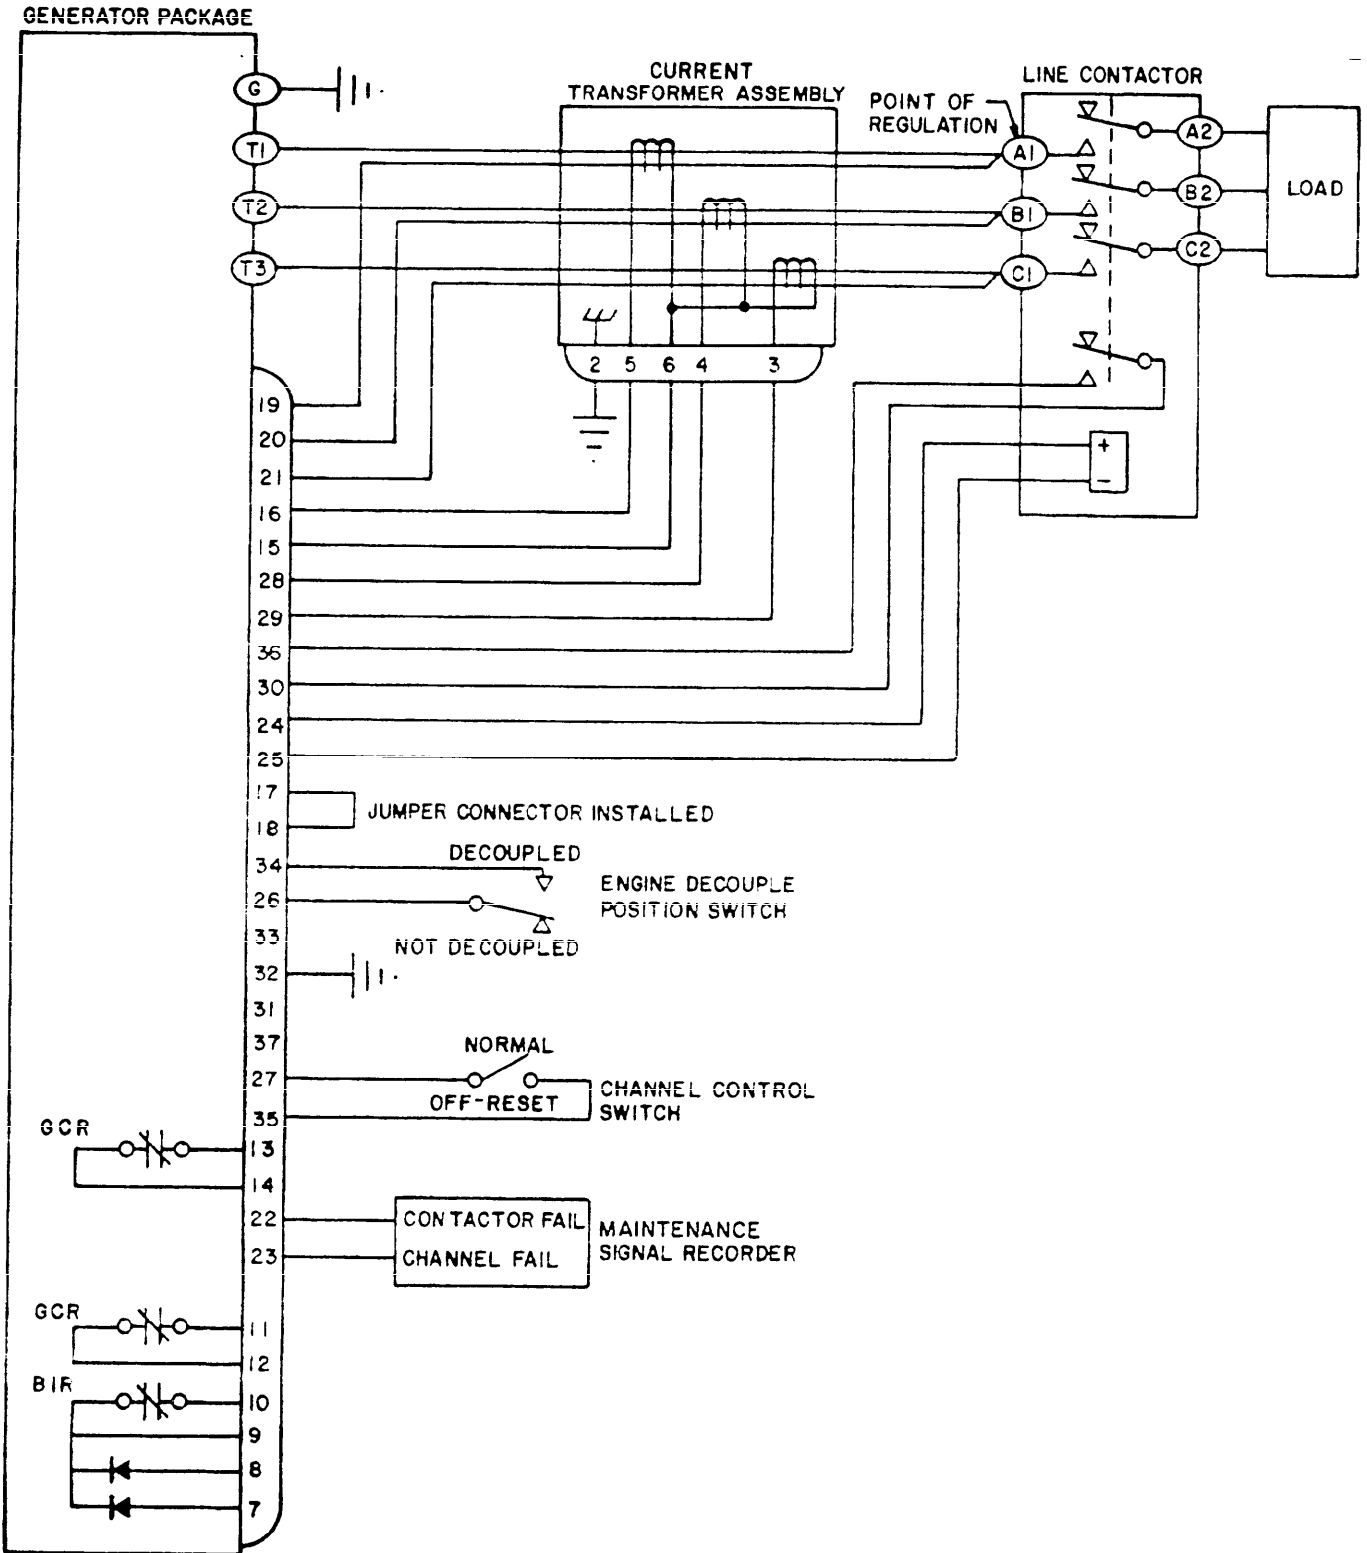 GENERATOR PACKAGE
G
T1
T2
T3
CURRENT
TRANSFORMER ASSEMBLY
2 5 6 4 3
POINT OF
REGULATION
LINE CONTACTOR
A1
A2
B1
B2
C1
C2
LOAD
+
-
19
20
21
16
15
28
29
36
30
24
25
17
JUMPER CONNECTOR INSTALLED
18
34
DECOUPLED
26
ENGINE DECOUPLE
POSITION SWITCH
33
NOT DECOUPLED
32
31
37
NORMAL
27
OFF-RESET
CHANNEL CONTROL
SWITCH
35
GCR
13
14
22
CONTACTOR FAIL
23
CHANNEL FAIL
MAINTENANCE
SIGNAL RECORDER
GCR
11
12
BIR
10
9
8
7